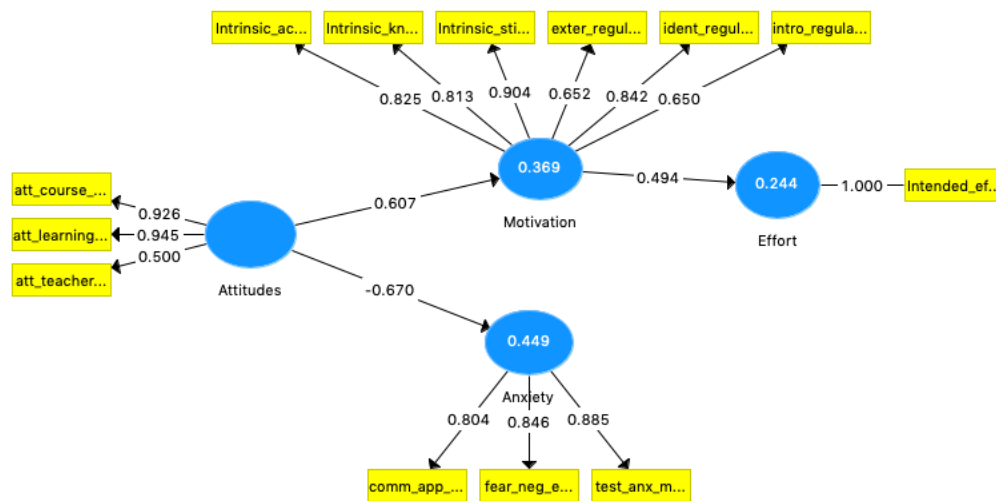 Intrinsic_ac...
Intrinsic_kn...
Intrinsic_sti...
exter_regul...
ident_regul...
intro_regula...
0.825
0.813
0.904
0.652
0.842
0.650
0.369
Motivation
0.494
0.244
Effort
1.000
Intended_ef...
att_course_...
att_learning...
att_teacher...
0.926
0.945
0.500
Attitudes
0.607
-0.670
0.449
Anxiety
0.804
0.846
0.885
comm_app_...
fear_neg_e...
test_anx_m...